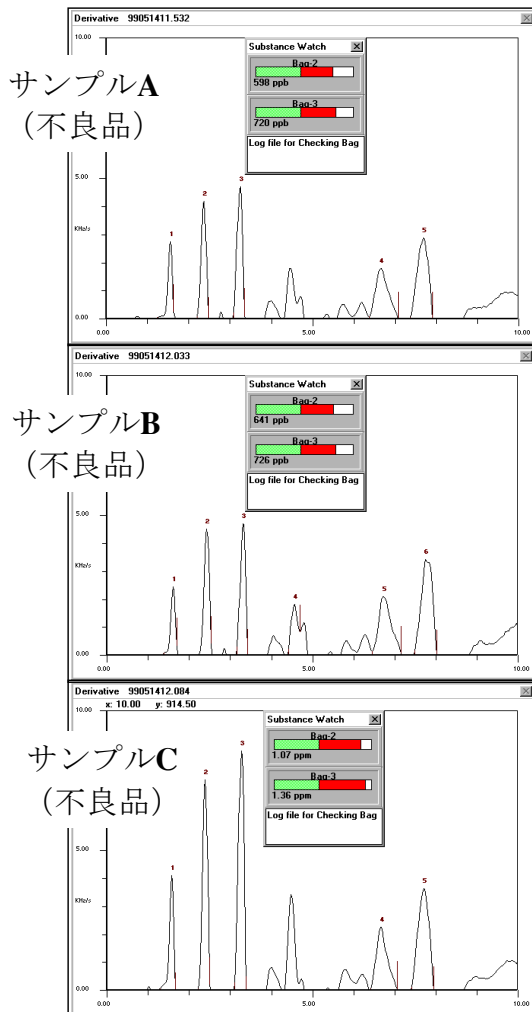 Derivative 99051411.532
10.00
サンプルA
(不良品)
Substance Watch
Bag-2
598 ppb
Bag-3
720 ppb
Log file for Checking Bag
5.00
KHz/s
1
2
3
4
5
0.00
0.00
5.00
10.00
Derivative 99051412.033
10.00
サンプルB
(不良品)
Substance Watch
Bag-2
641 ppb
Bag-3
726 ppb
Log file for Checking Bag
5.00
KHz/s
1
2
3
4
5
6
0.00
0.00
5.00
10.00
Derivative 99051412.084
x: 10.00 y: 914.50
10.00
サンプルC
(不良品)
Substance Watch
Bag-2
1.07 ppm
Bag-3
1.36 ppm
Log file for Checking Bag
5.00
KHz/s
1
2
3
4
5
0.00
0.00
5.00
10.00